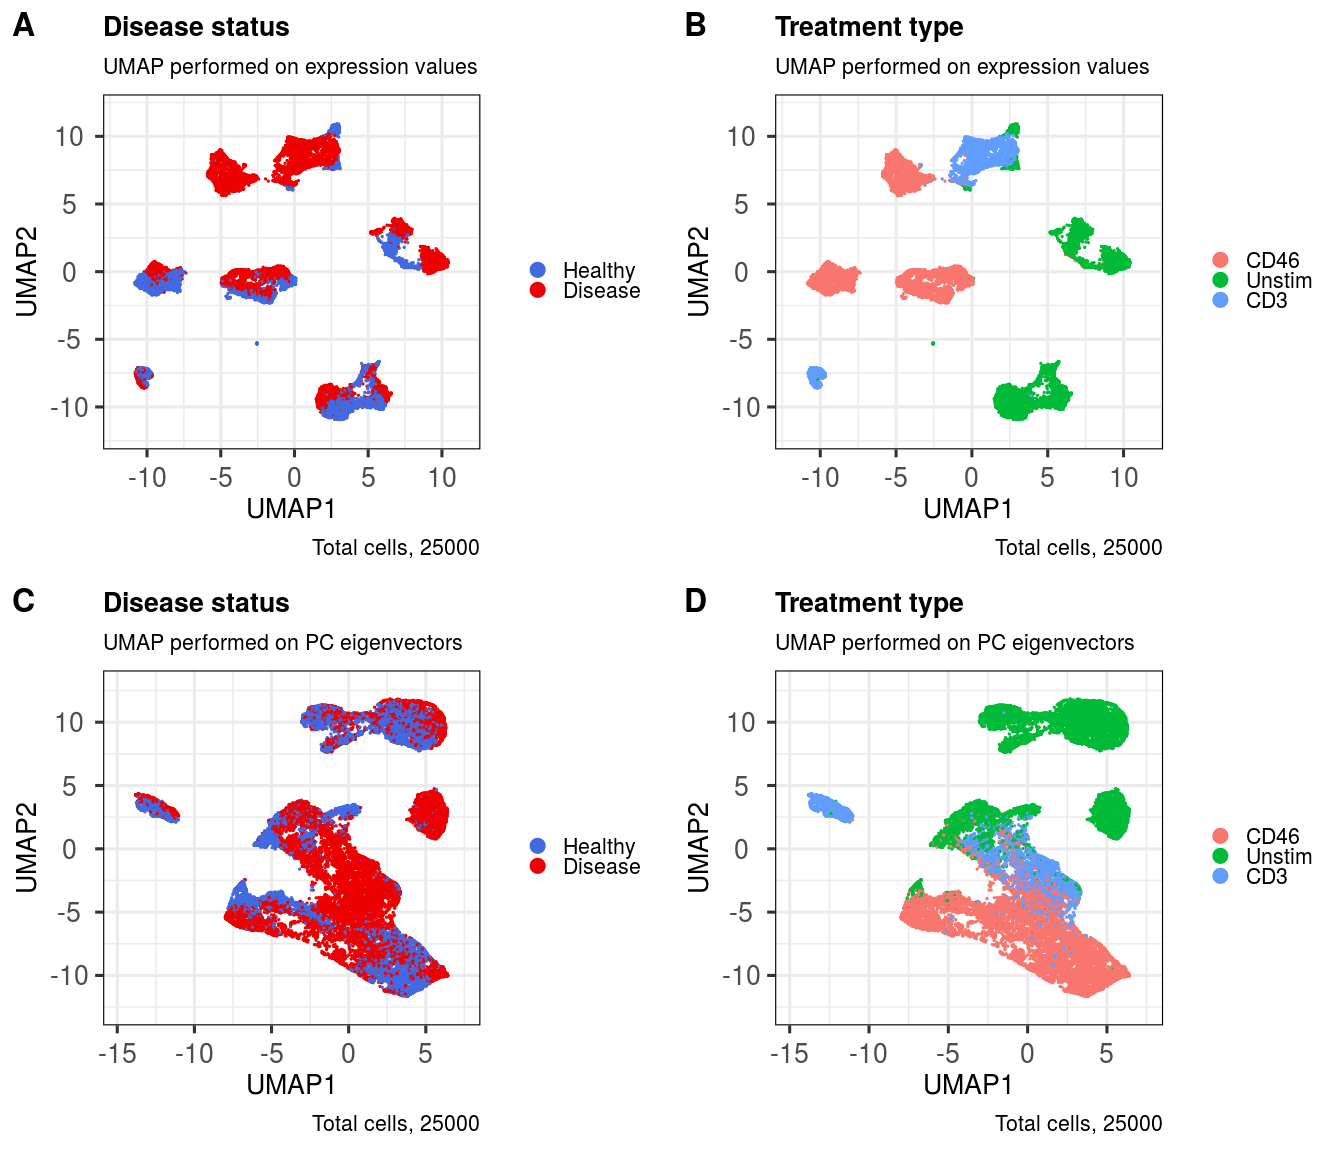 A
Disease status
UMAP performed on expression values
UMAP2
10
5
0
-5
-10
-10 -5 0 5 10
UMAP1
Healthy
Disease
Total cells, 25000
B
Treatment type
UMAP performed on expression values
UMAP2
10
5
0
-5
-10
-10 -5 0 5 10
UMAP1
CD46
Unstim
CD3
Total cells, 25000
C
Disease status
UMAP performed on PC eigenvectors
UMAP2
10
5
0
-5
-10
-15 -10 -5 0 5
UMAP1
Healthy
Disease
Total cells, 25000
D
Treatment type
UMAP performed on PC eigenvectors
UMAP2
10
5
0
-5
-10
-15 -10 -5 0 5
UMAP1
CD46
Unstim
CD3
Total cells, 25000